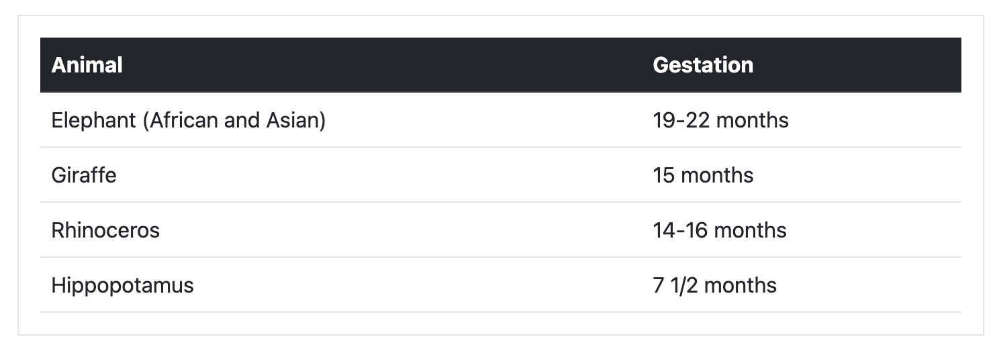 Animal Gestation
Elephant (African and Asian) 19-22 months
Giraffe 15 months
Rhinoceros 14-16 months
Hippopotamus 7 1/2 months